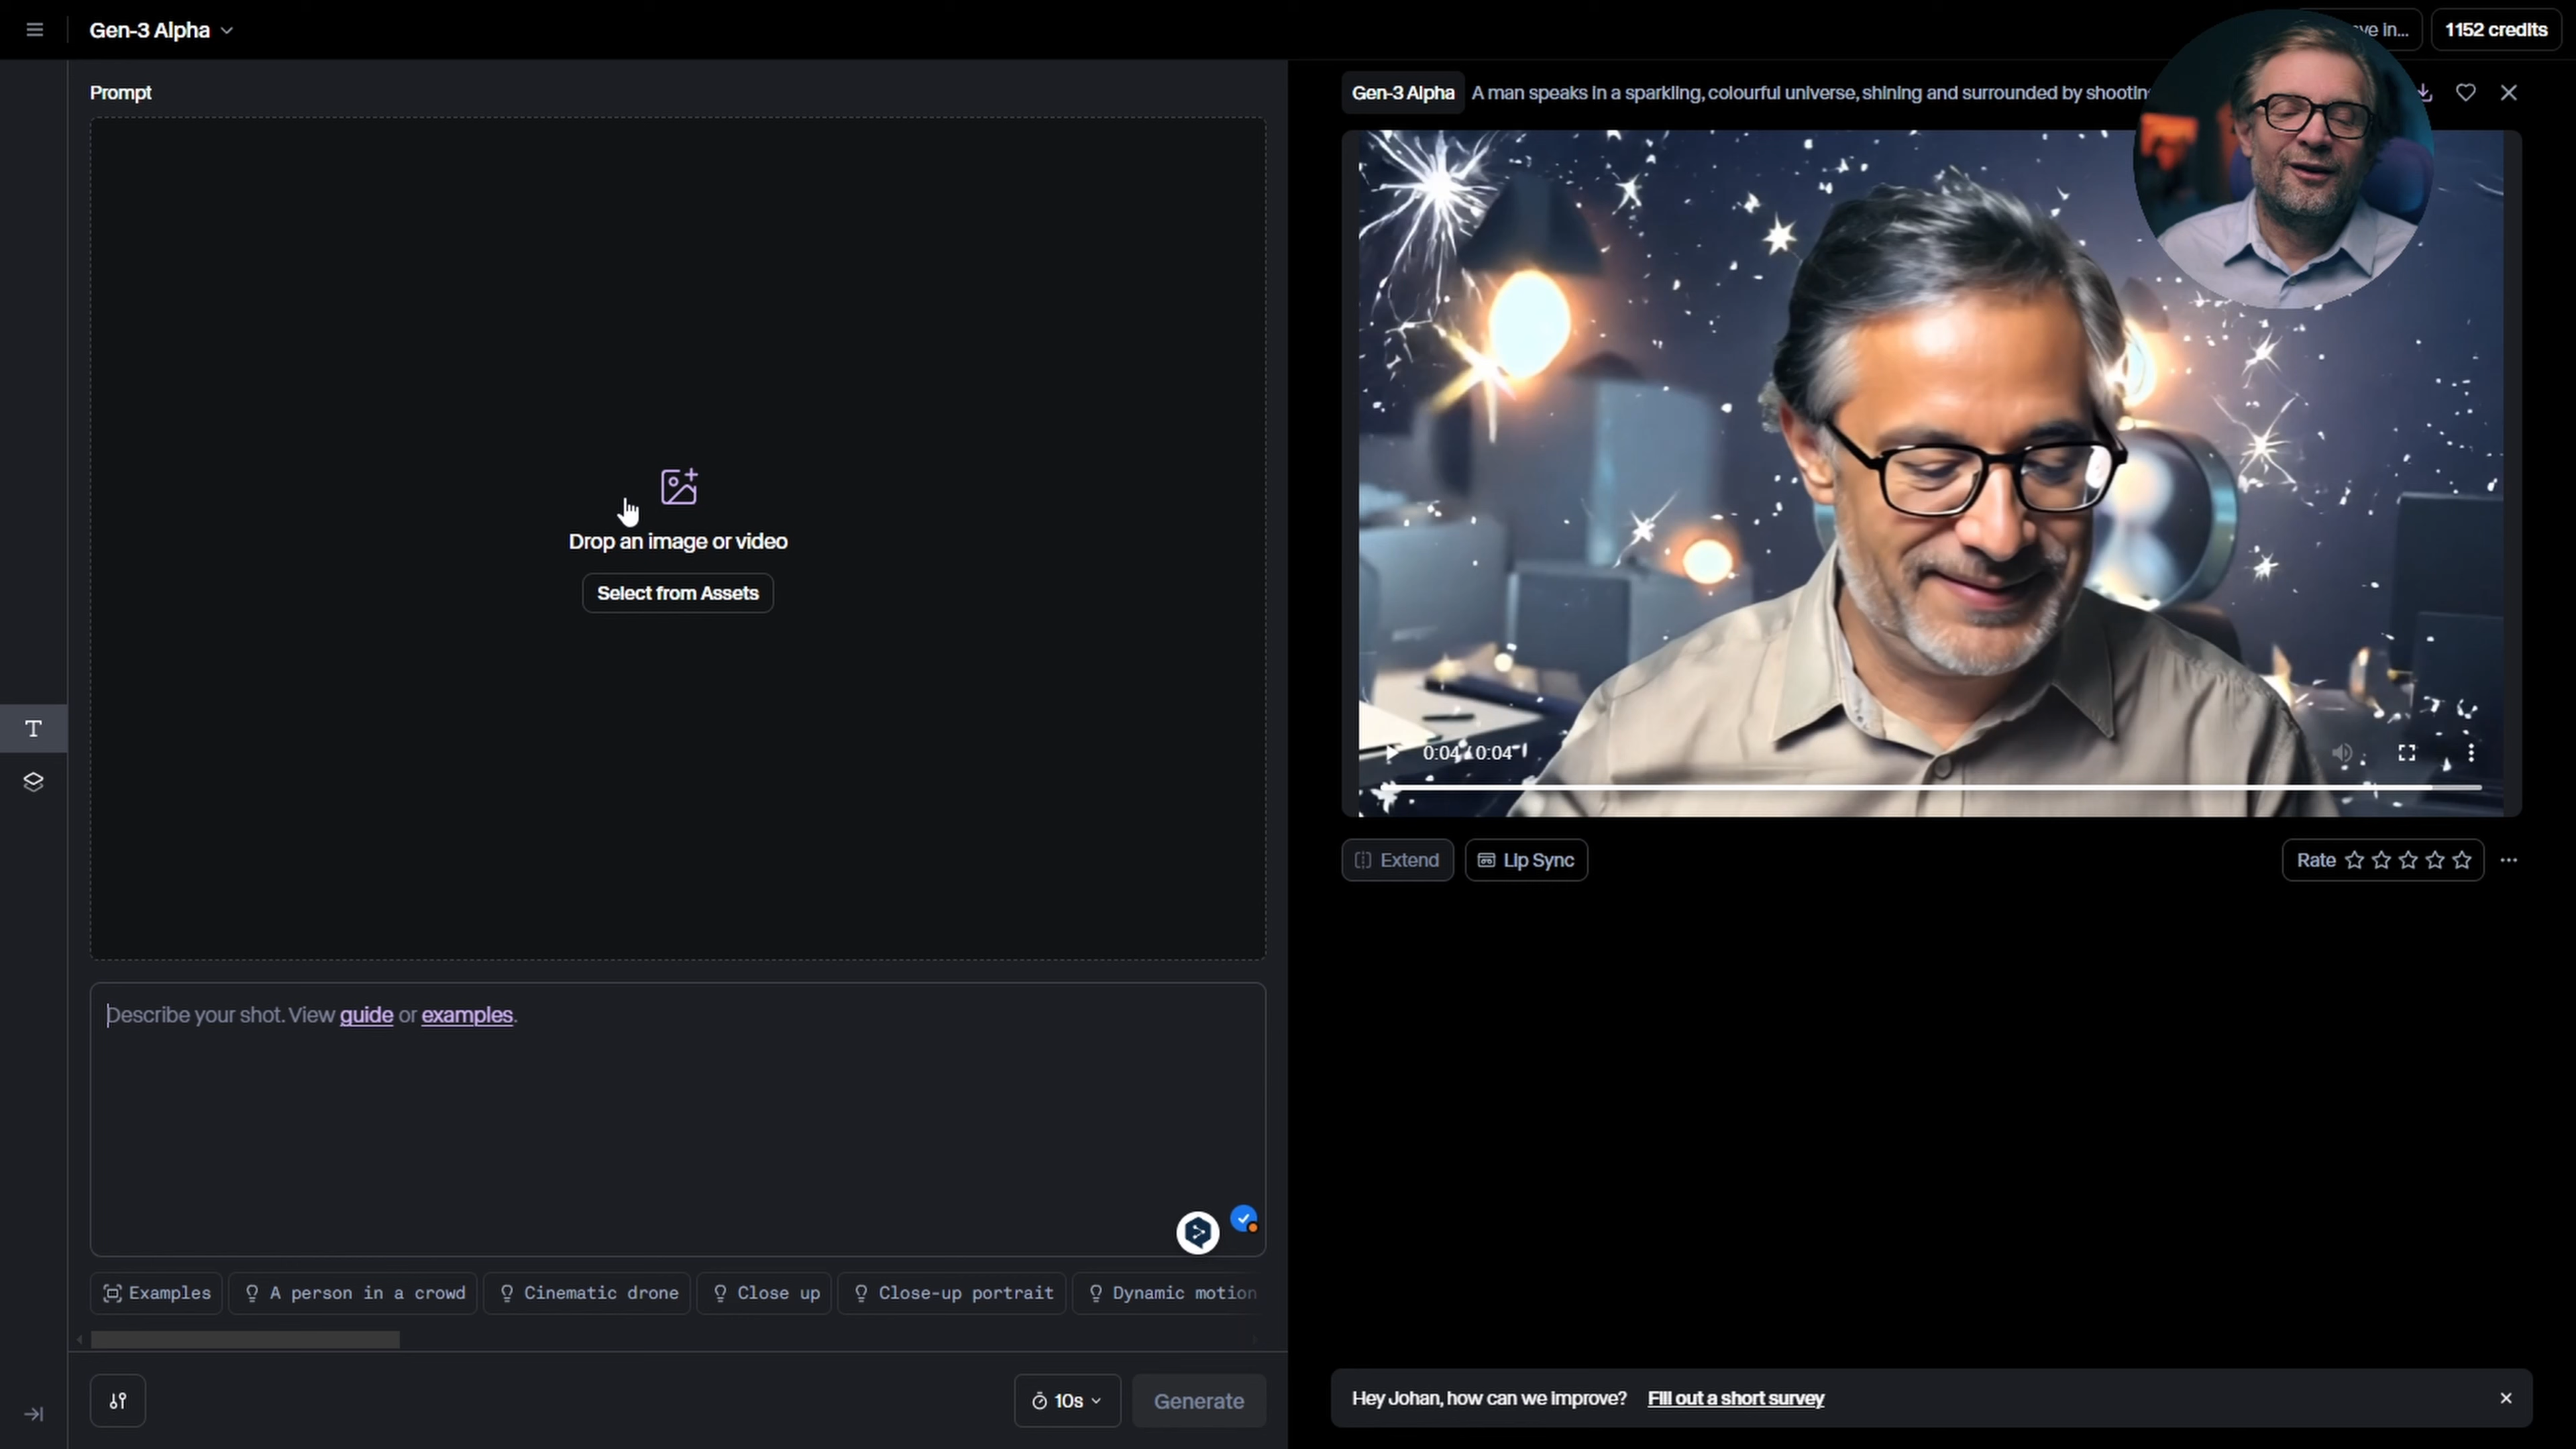 Gen-3 Alpha
in...
1152 credits
Prompt
Gen-3 Alpha A man speaks in a sparkling, colourful universe, shining and surrounded by
Drop an image or video
Select from Assets
T
0:04 / 0:04
Extend
Lip Sync
Rate
Describe your shot. View guide or examples.
Examples
A person in a crowd
Cinematic drone
Close up
Close-up portrait
Dynamic motion
10s
Generate
Hey Johan, how can we improve? Fill out a short survey